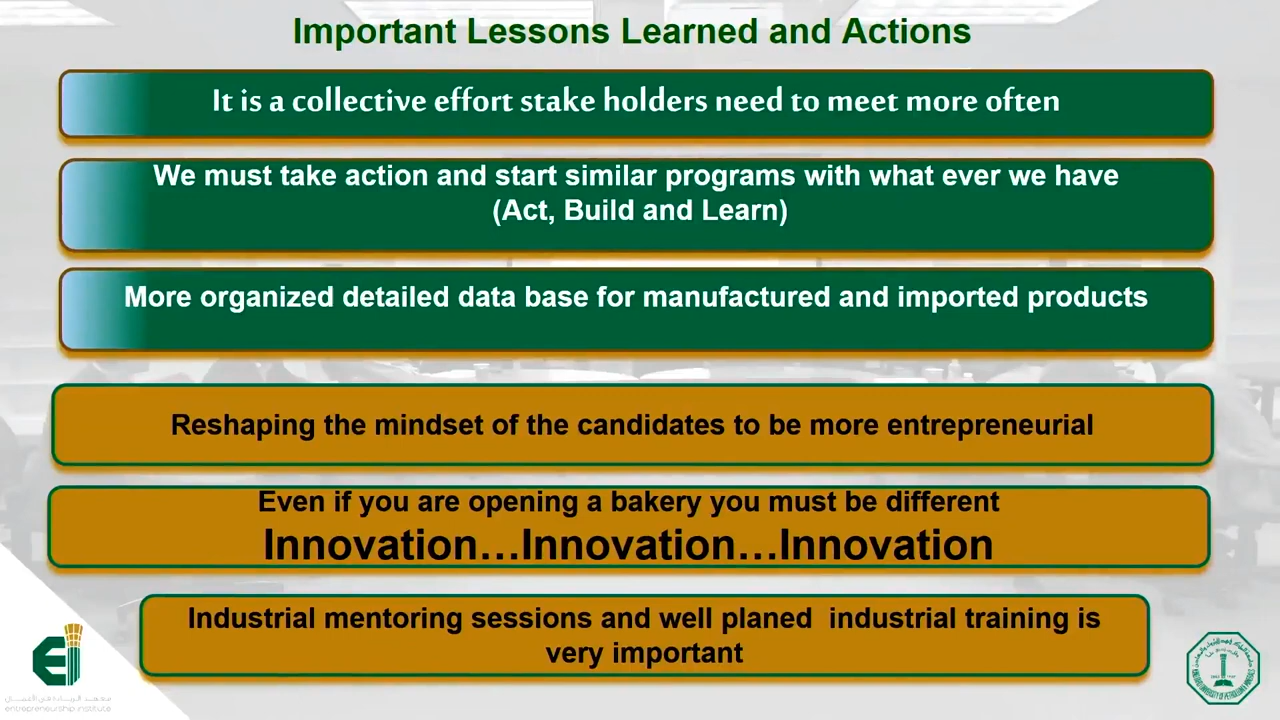 Important Lessons Learned and Actions
It is a collective effort stake holders need to meet more often
We must take action and start similar programs with what ever we have
(Act, Build and Learn)
More organized detailed data base for manufactured and imported products
Reshaping the mindset of the candidates to be more entrepreneurial
Even if you are opening a bakery you must be different
Innovation...Innovation...Innovation
Industrial mentoring sessions and well planed industrial training is
very important
معهد الريادة في الأعمال
entrepreneurship institute